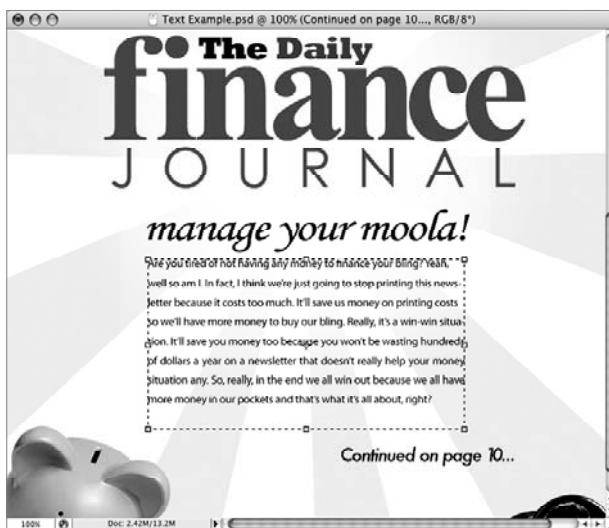 Text Example.psd @ 100% (Continued on page 10..., RGB/8*)
The Daily
finance
JOURNAL
manage your moola!
Are you tired of not having any money to finance your bling? Yeah,
well so am I. In fact, I think we're just going to stop printing this news-
letter because it costs too much. It'll save us money on printing costs
so we'll have more money to buy our bling. Really, it's a win-win situa-
tion. It'll save you money too because you won't be wasting hundreds
of dollars a year on a newsletter that doesn't really help your money
situation any. So, really, in the end we all win out because we all have
more money in our pockets and that's what it's all about, right?
Continued on page 10...
100%
Doc: 2.42M/13.2M